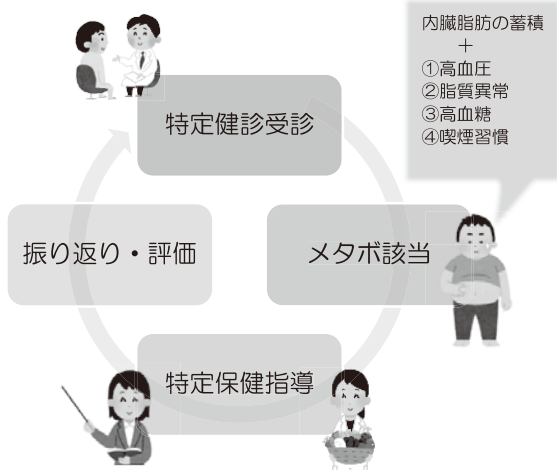 内臓脂肪の蓄積
＋
①高血圧
②脂質異常
③高血糖
④喫煙習慣
特定健診受診
メタボ該当
特定保健指導
振り返り・評価